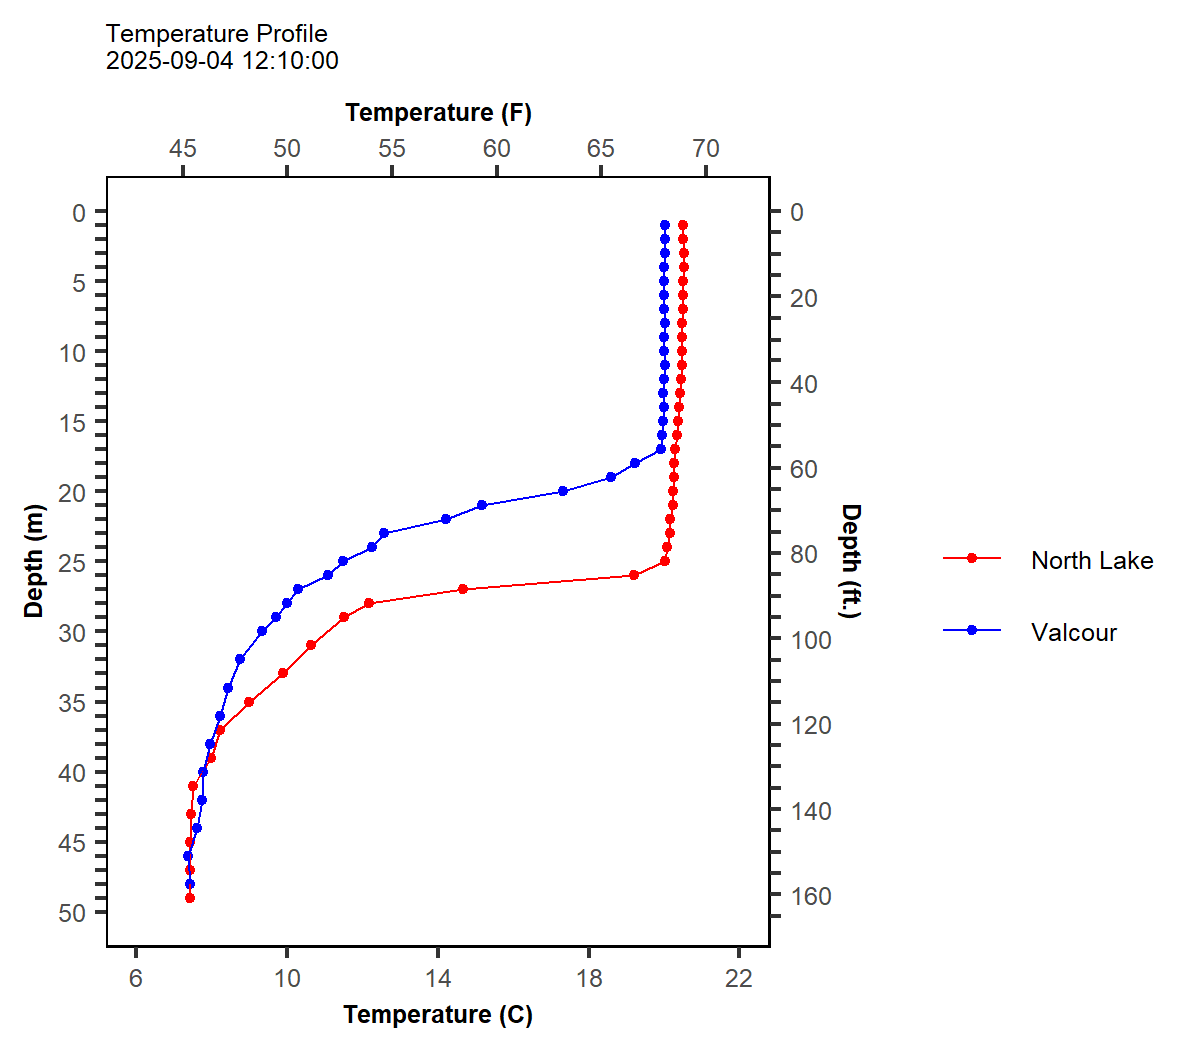 Temperature Profile
2025-09-04 12:10:00
Temperature (F)
45 50 55 60 65 70
0 0
5
20
10
40
15
60
20
80
25
100
30
120
35
40
140
45
160
50
Depth (m)
Depth (ft.)
North Lake
Valcour
6 10 14 18 22
Temperature (C)